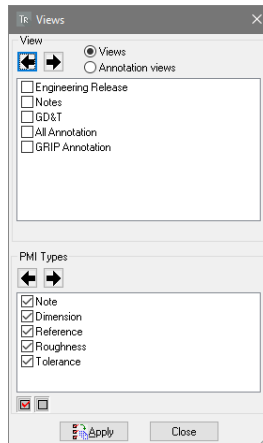 TR Views
View
Views
Annotation views
Engineering Release
Notes
GD&T
All Annotation
GRIP Annotation
PMI Types
Note
Dimension
Reference
Roughness
Tolerance
Apply Close